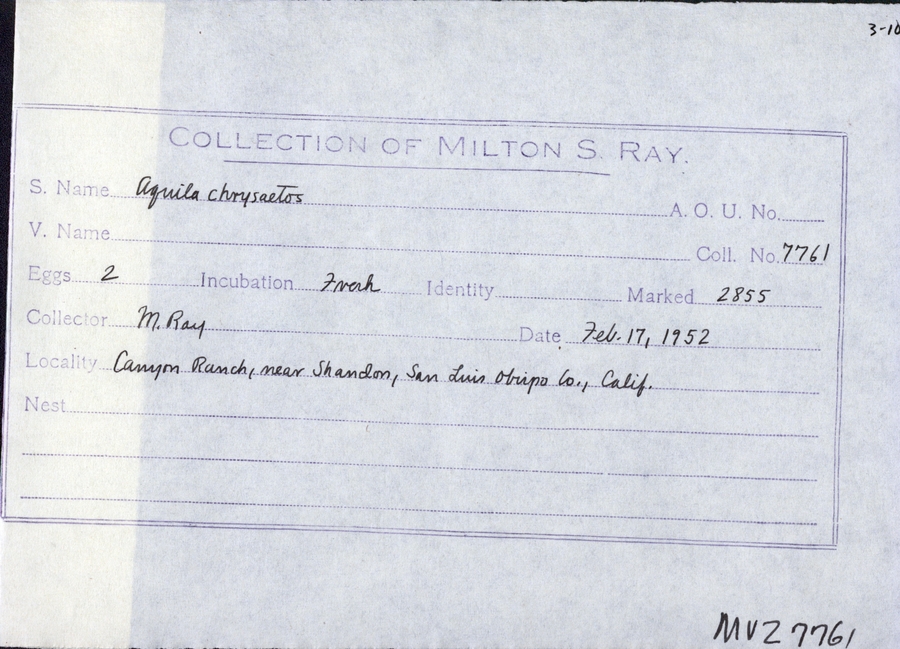 3-10
COLLECTION OF MILTON S. RAY.
S. Name Aquila chrysaetos A. O. U. No.
V. Name Coll. No. 7761
Eggs 2 Incubation Fresh Identity Marked 2855
Collector M. Ray Date Feb. 17, 1952
Locality Canyon Ranch, near Shandon, San Luis Obispo Co., Calif.
Nest
MVZ 7761